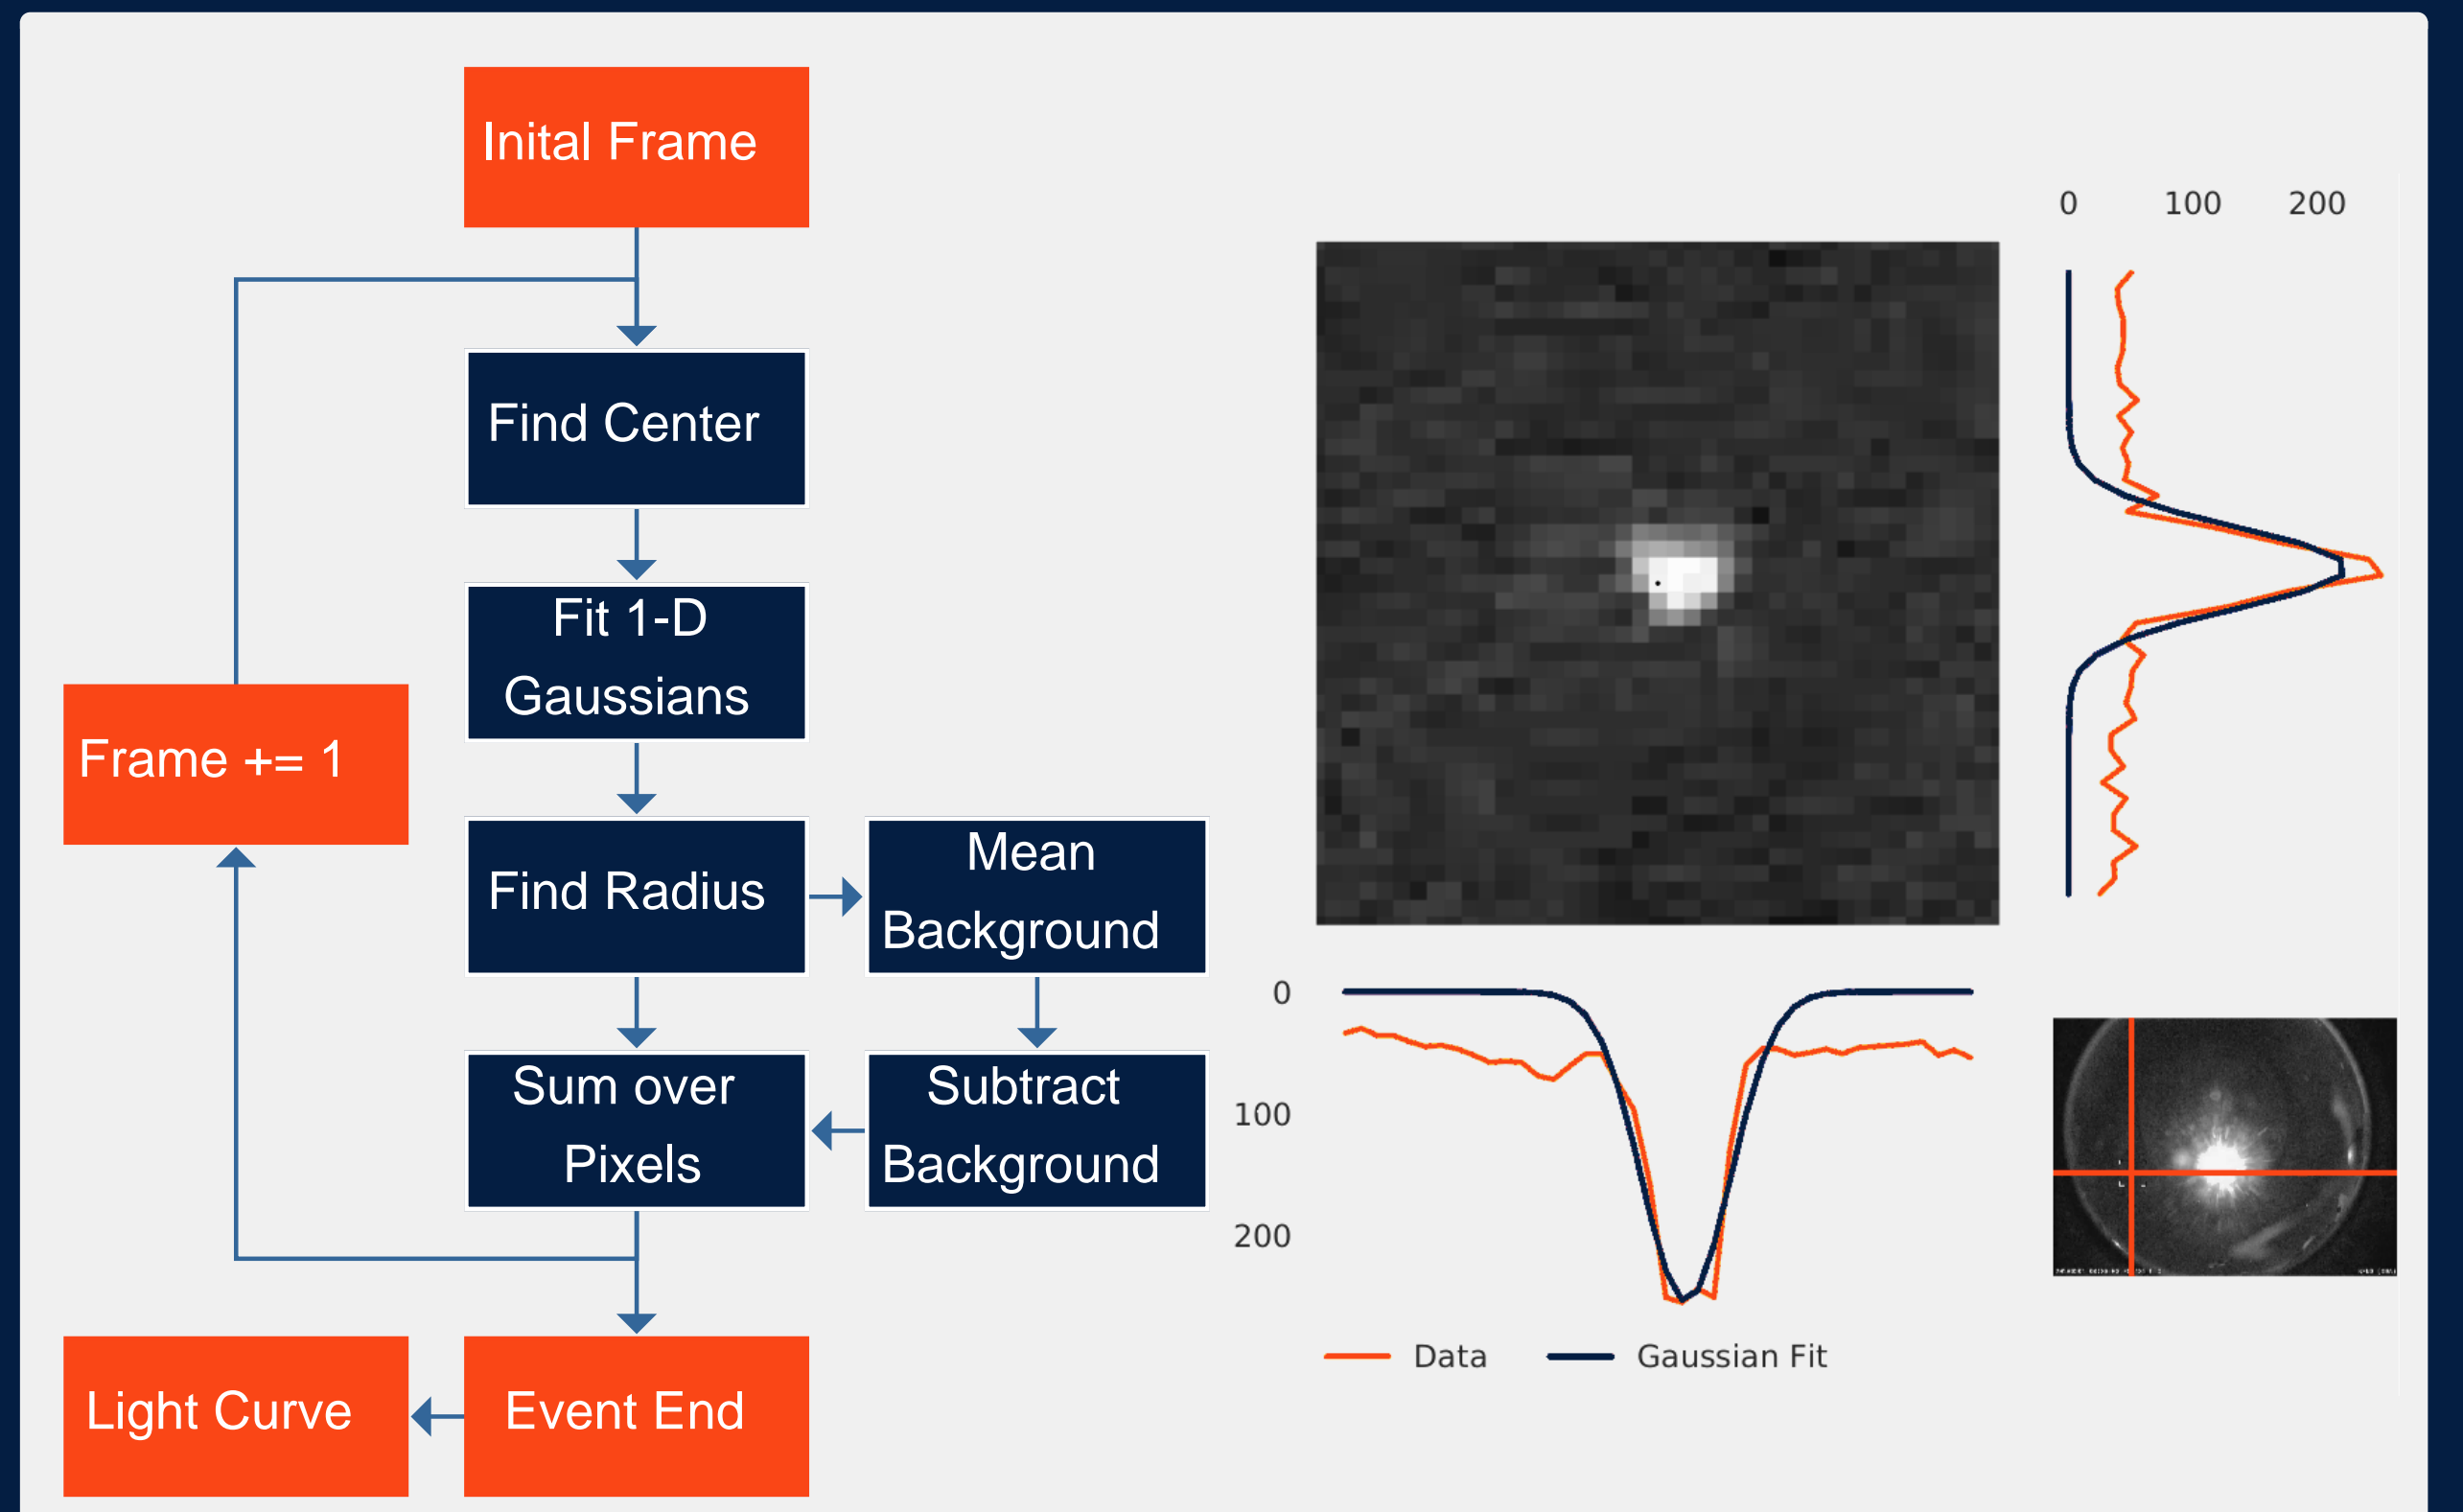 Inital Frame
Find Center
Fit 1-D
Gaussians
Frame += 1
Find Radius
Mean
Background
Sum over
Pixels
Subtract
Background
Light Curve
Event End
0 100 200
0
100
200
Data
Gaussian Fit